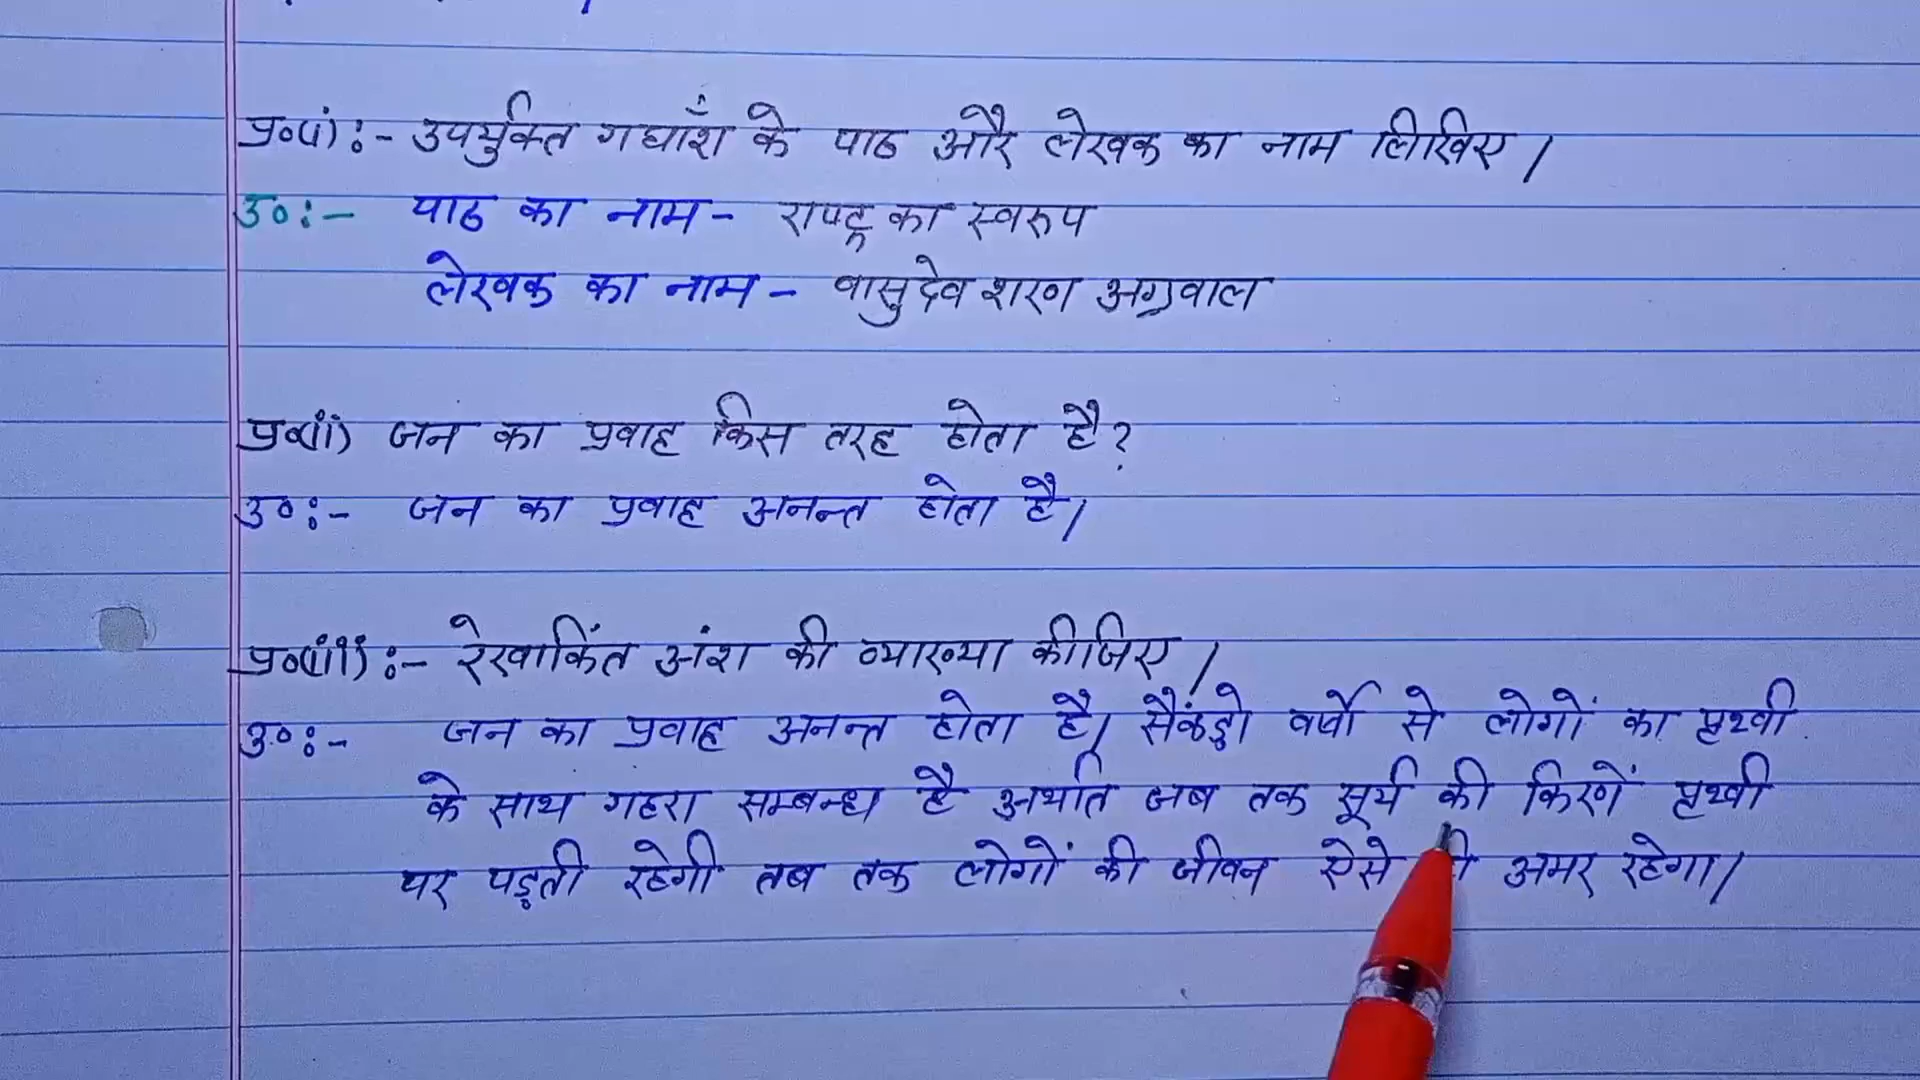 प्र०(i):- उपर्युक्त गद्याँश के पाठ और लेखक का नाम लिखिए।
उ०:- पाठ का नाम - राष्ट्र का स्वरुप
लेखक का नाम - वासुदेव शरण अग्रवाल
प्र०(ii) जन का प्रवाह किस तरह होता है?
उ०:- जन का प्रवाह अनन्त होता है।
प्र०(iii):- रेखाकिंत अंश की व्याख्या कीजिए।
उ०:- जन का प्रवाह अनन्त होता है। सैकंड़ो वर्षो से लोगों का पृथ्वी
के साथ गहरा सम्बन्ध है अर्थात जब तक सूर्य की किरणें पृथ्वी
पर पड़ती रहेगी तब तक लोगों की जीवन ऐसे अमर रहेगा।